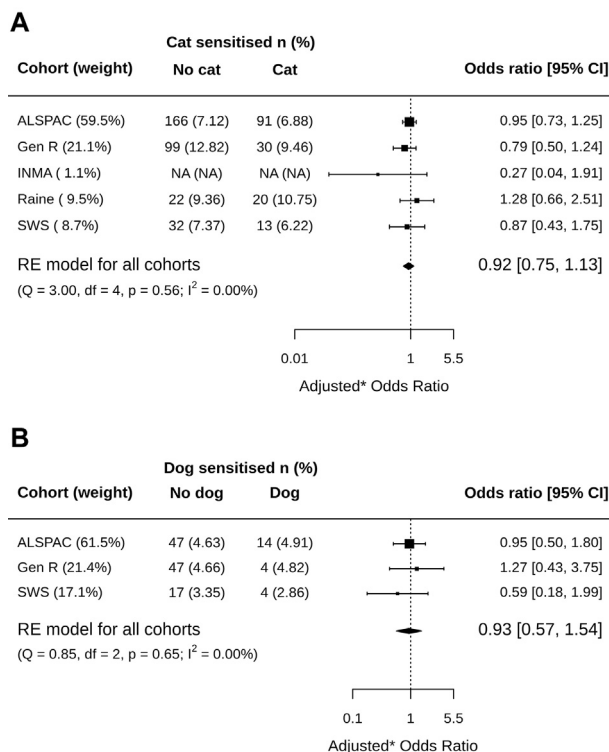 A
Cat sensitised n (%)
Cohort (weight) No cat Cat Odds ratio [95% CI]
ALSPAC (59.5%) 166 (7.12) 91 (6.88) 0.95 [0.73, 1.25]
Gen R (21.1%) 99 (12.82) 30 (9.46) 0.79 [0.50, 1.24]
INMA ( 1.1%) NA (NA) NA (NA) 0.27 [0.04, 1.91]
Raine ( 9.5%) 22 (9.36) 20 (10.75) 1.28 [0.66, 2.51]
SWS ( 8.7%) 32 (7.37) 13 (6.22) 0.87 [0.43, 1.75]
RE model for all cohorts 0.92 [0.75, 1.13]
(Q = 3.00, df = 4, p = 0.56; I² = 0.00%)
0.01 1 5.5
Adjusted* Odds Ratio
B
Dog sensitised n (%)
Cohort (weight) No dog Dog Odds ratio [95% CI]
ALSPAC (61.5%) 47 (4.63) 14 (4.91) 0.95 [0.50, 1.80]
Gen R (21.4%) 47 (4.66) 4 (4.82) 1.27 [0.43, 3.75]
SWS (17.1%) 17 (3.35) 4 (2.86) 0.59 [0.18, 1.99]
RE model for all cohorts 0.93 [0.57, 1.54]
(Q = 0.85, df = 2, p = 0.65; I² = 0.00%)
0.1 1 5.5
Adjusted* Odds Ratio